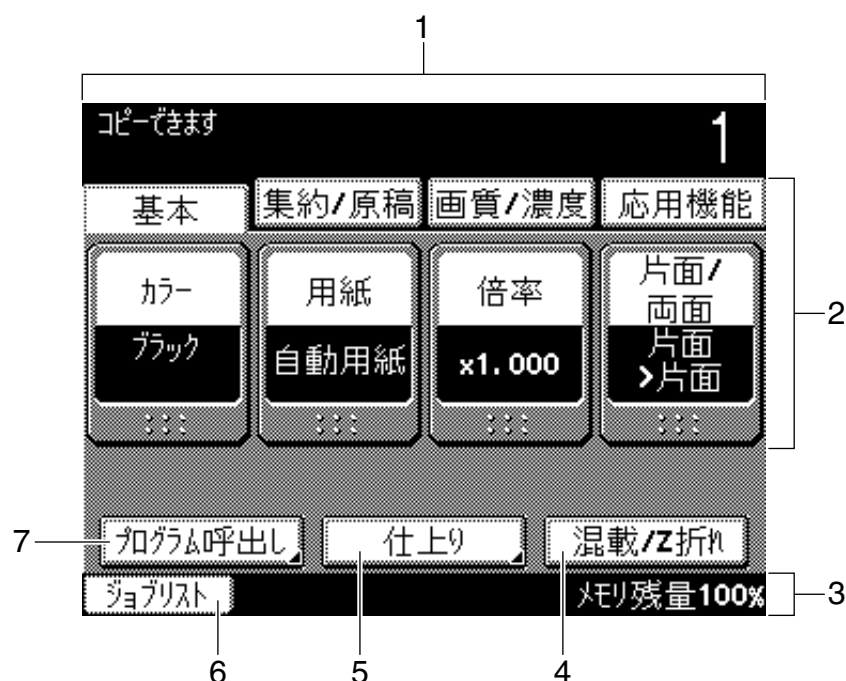 1
コピーできます
1
基本
集約/原稿
画質/濃度
応用機能
カラー
ブラック
用紙
自動用紙
倍率
x1.000
片面/
両面
片面
>片面
2
7
プログラム呼出し
仕上り
混載/Z折れ
ジョブリスト
メモリ残量100%
3
6
5
4